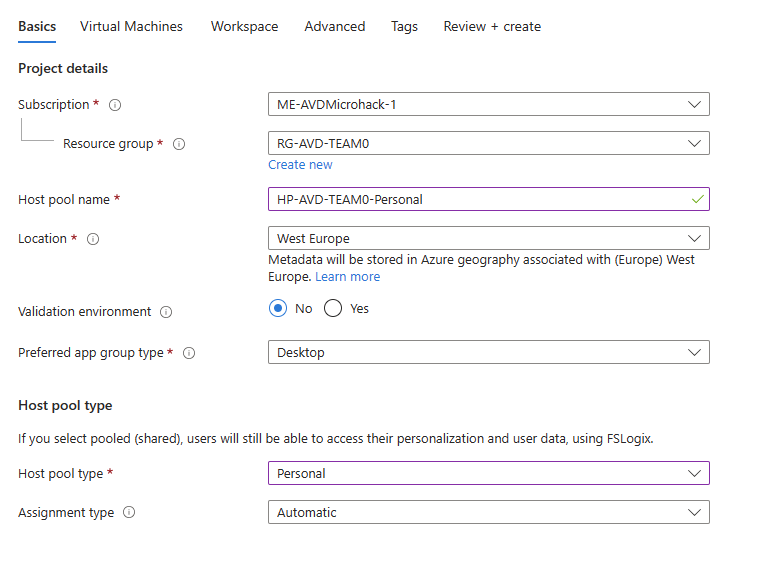 Basics Virtual Machines Workspace Advanced Tags Review + create
Project details
Subscription * ME-AVDMicrohack-1
Resource group * RG-AVD-TEAM0
Create new
Host pool name * HP-AVD-TEAM0-Personal
Location * West Europe
Metadata will be stored in Azure geography associated with (Europe) West
Europe. Learn more
Validation environment No Yes
Preferred app group type * Desktop
Host pool type
If you select pooled (shared), users will still be able to access their personalization and user data, using FSLogix.
Host pool type * Personal
Assignment type Automatic